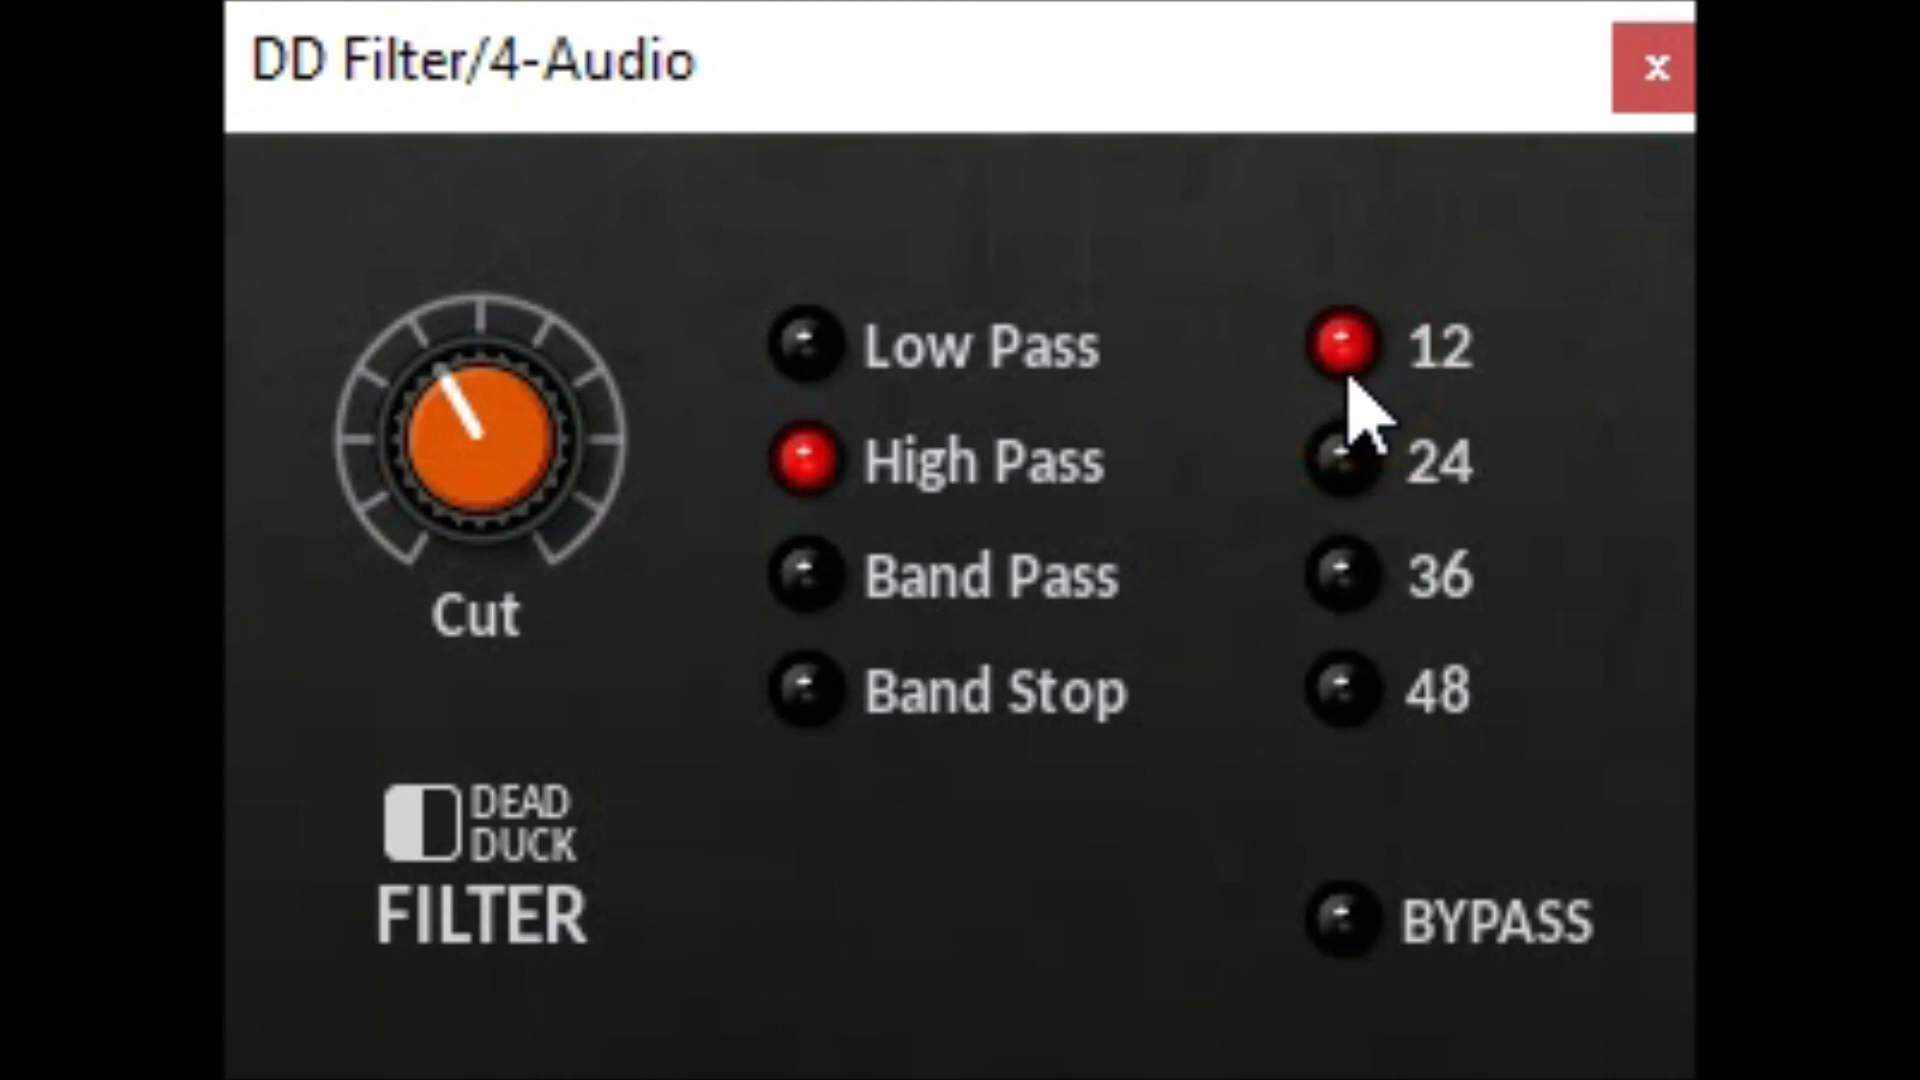 DD Filter/4-Audio
x
Low Pass
12
High Pass
24
Band Pass
36
Cut
Band Stop
48
DEAD
DUCK
FILTER
BYPASS